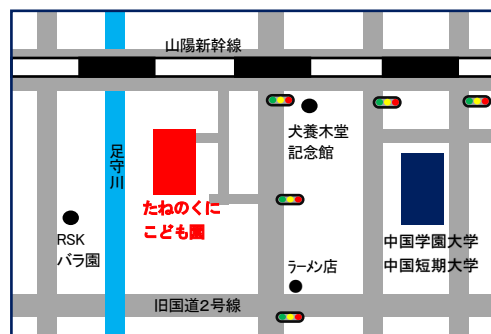 山陽新幹線
犬養木堂
記念館
足守川
たねのくに
こども園
RSK
バラ園
中国学園大学
中国短期大学
ラーメン店
旧国道２号線